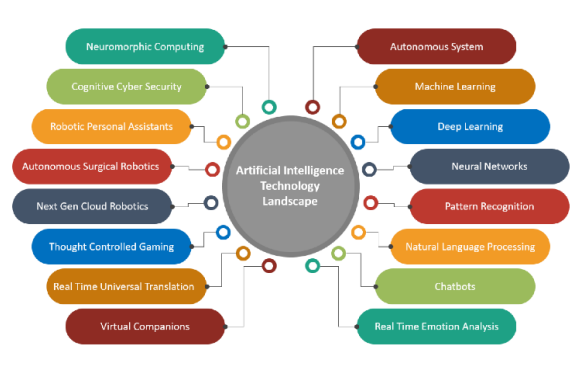 Neuromorphic Computing
Autonomous System
Cognitive Cyber Security
Machine Learning
Robotic Personal Assistants
Deep Learning
Autonomous Surgical Robotics
Neural Networks
Artificial Intelligence
Technology
Landscape
Next Gen Cloud Robotics
Pattern Recognition
Thought Controlled Gaming
Natural Language Processing
Real Time Universal Translation
Chatbots
Virtual Companions
Real Time Emotion Analysis